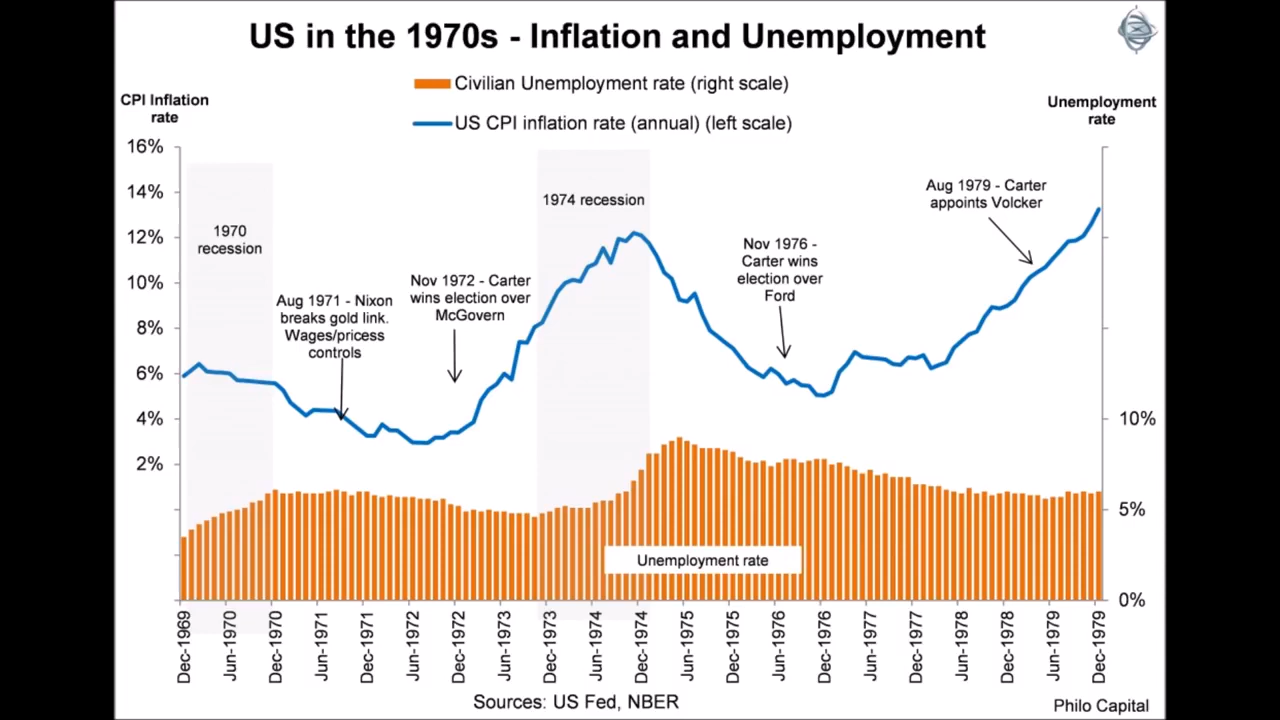 US in the 1970s - Inflation and Unemployment
Civilian Unemployment rate (right scale)
US CPI inflation rate (annual) (left scale)
CPI Inflation
rate
Unemployment
rate
16%
14%
12%
10%
8%
6%
4%
2%
10%
5%
0%
1970
recession
Aug 1971 - Nixon
breaks gold link.
Wages/pricess
controls
Nov 1972 - Carter
wins election over
McGovern
1974 recession
Nov 1976 -
Carter wins
election over
Ford
Aug 1979 - Carter
appoints Volcker
Unemployment rate
Dec-1969
Jun-1970
Dec-1970
Jun-1971
Dec-1971
Jun-1972
Dec-1972
Jun-1973
Dec-1973
Jun-1974
Dec-1974
Jun-1975
Dec-1975
Jun-1976
Dec-1976
Jun-1977
Dec-1977
Jun-1978
Dec-1978
Jun-1979
Dec-1979
Sources: US Fed, NBER
Philo Capital